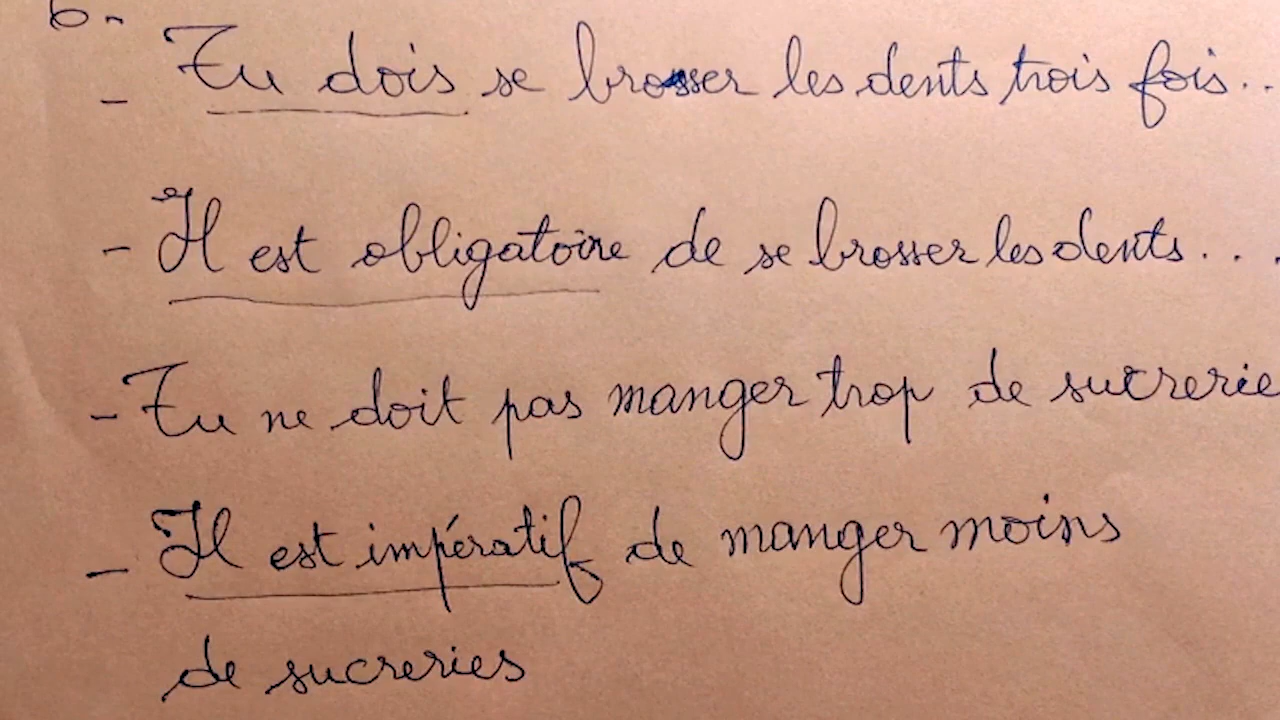 6-
- Tu dois se brosser les dents trois fois..
- Il est obligatoire de se brosser les dents....
- Tu ne doit pas manger trop de sucrerie
- Il est impératif de manger moins
de sucreries